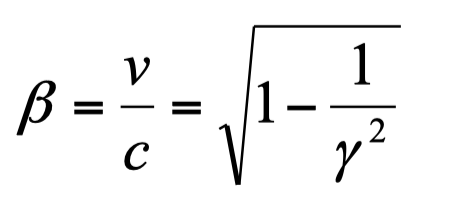 β = v/c = √(1 − 1/γ²)